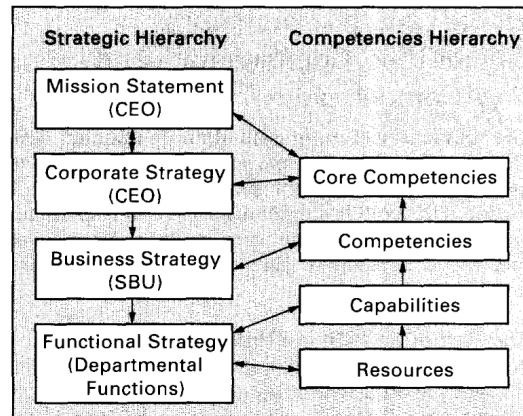 Strategic Hierarchy
Mission Statement
(CEO)
Corporate Strategy
(CEO)
Business Strategy
(SBU)
Functional Strategy
(Departmental
Functions)
Competencies Hierarchy
Core Competencies
Competencies
Capabilities
Resources